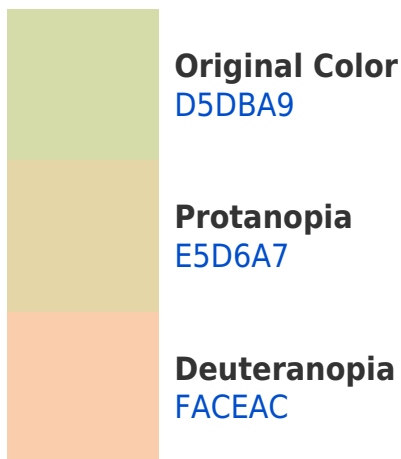 Original Color
D5DBA9
Protanopia
E5D6A7
Deuteranopia
FACEAC